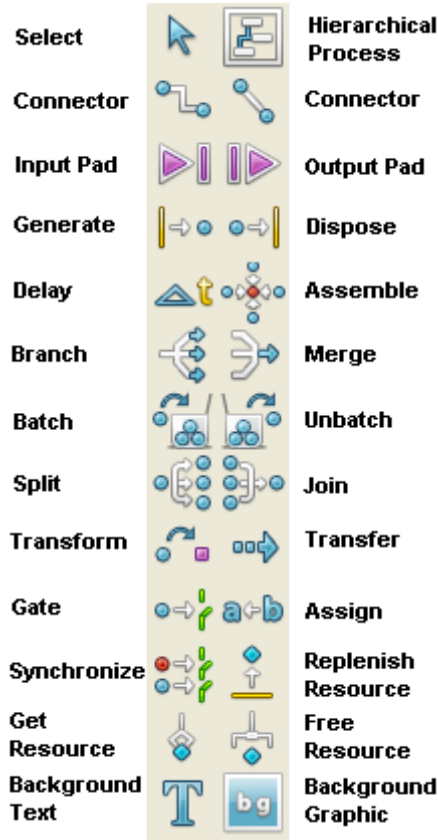 Select
Hierarchical
Process
Connector
Connector
Input Pad
Output Pad
Generate
Dispose
Delay
t
Assemble
Branch
Merge
Batch
Unbatch
Split
Join
Transform
Transfer
Gate
a b
Assign
Synchronize
Replenish
Resource
Get
Resource
Free
Resource
Background
Text
T
bg
Background
Graphic